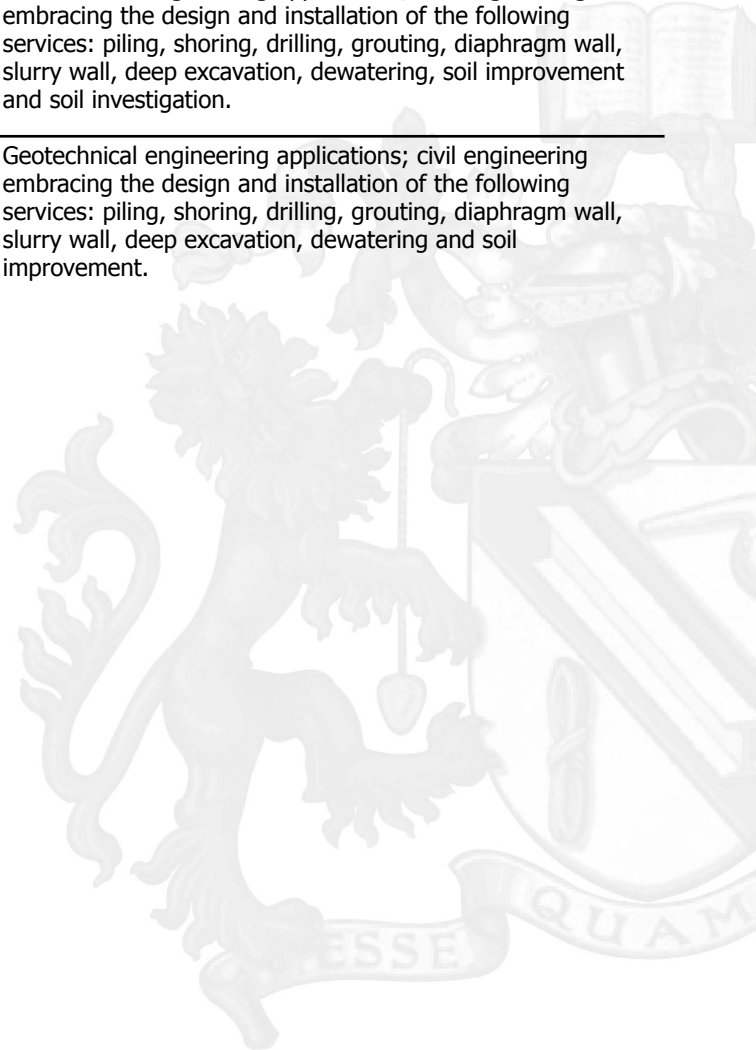 embracing the design and installation of the following
services: piling, shoring, drilling, grouting, diaphragm wall,
slurry wall, deep excavation, dewatering, soil improvement
and soil investigation.
Geotechnical engineering applications; civil engineering
embracing the design and installation of the following
services: piling, shoring, drilling, grouting, diaphragm wall,
slurry wall, deep excavation, dewatering and soil
improvement.
ESSE QUAM